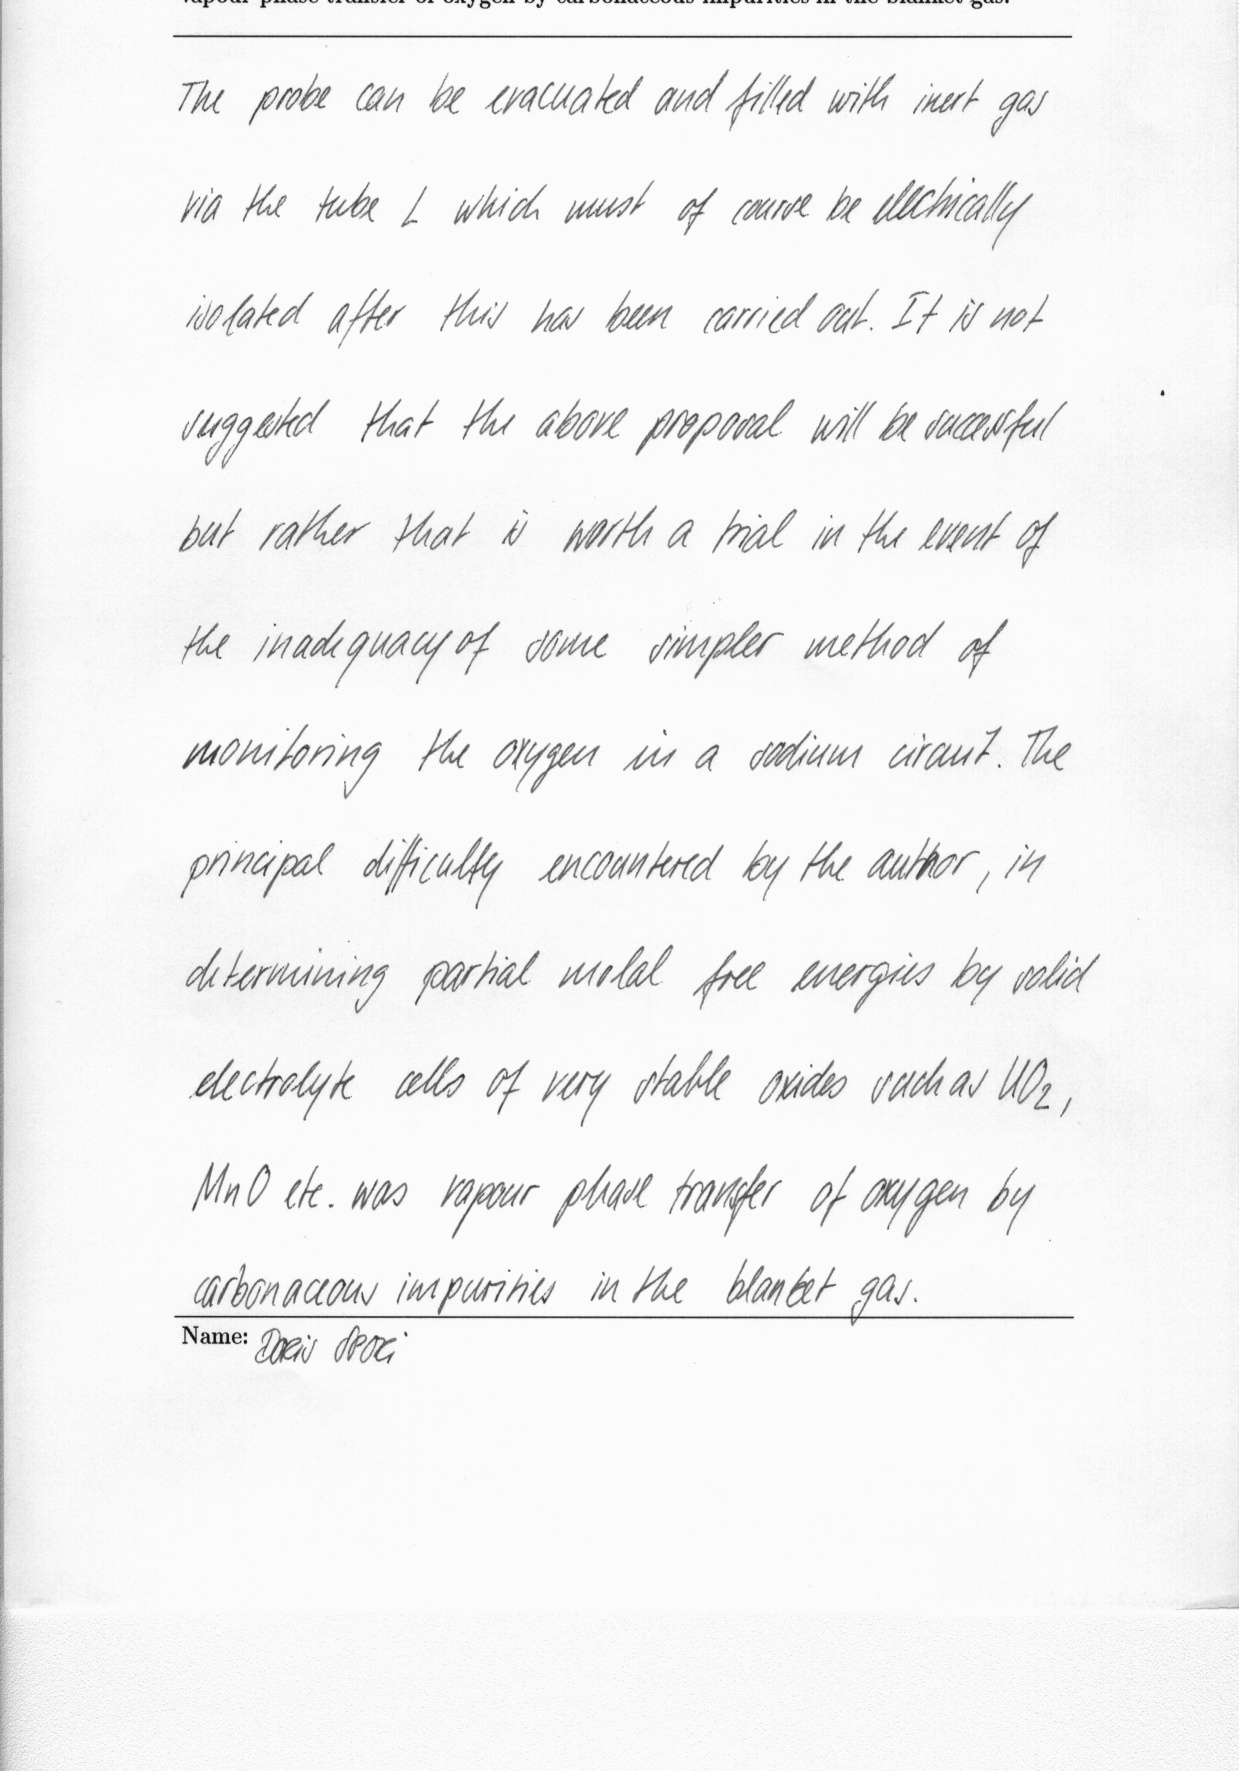 vapour phase transfer of oxygen by carbonaceous impurities in the blanket gas.
The probe can be evacuated and filled with inert gas
via the tube L which must of course be electrically
isolated after this has been carried out. It is not
suggested that the above proposal will be successful
but rather that is worth a trial in the event of
the inadequacy of some simpler method of
monitoring the oxygen in a sodium circuit. The
principal difficulty encountered by the author, in
determining partial molal free energies by solid
electrolyte cells of very stable oxides such as UO2,
MnO etc. was vapour phase transfer of oxygen by
carbonaceous impurities in the blanket gas.
Name: Doris